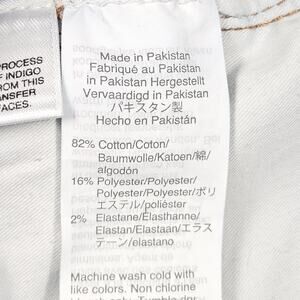 PROCESS
OF INDIGO
FROM THIS
TRANSFER
FACES.
Made in Pakistan
Fabriqué au Pakistan
in Pakistan Hergestellt
Vervaardigd in Pakistan
パキスタン製
Hecho en Pakistán
82% Cotton/Coton/
Baumwolle/Katoen/綿/
algodón
16% Polyester/Polyester/
Polyester/Polyester/ポリ
エステル/poliéster
2% Elastane/Élasthanne/
Elastan/Elastaan/エラス
テーン/elastano
Machine wash cold with
like colors. Non chlorine